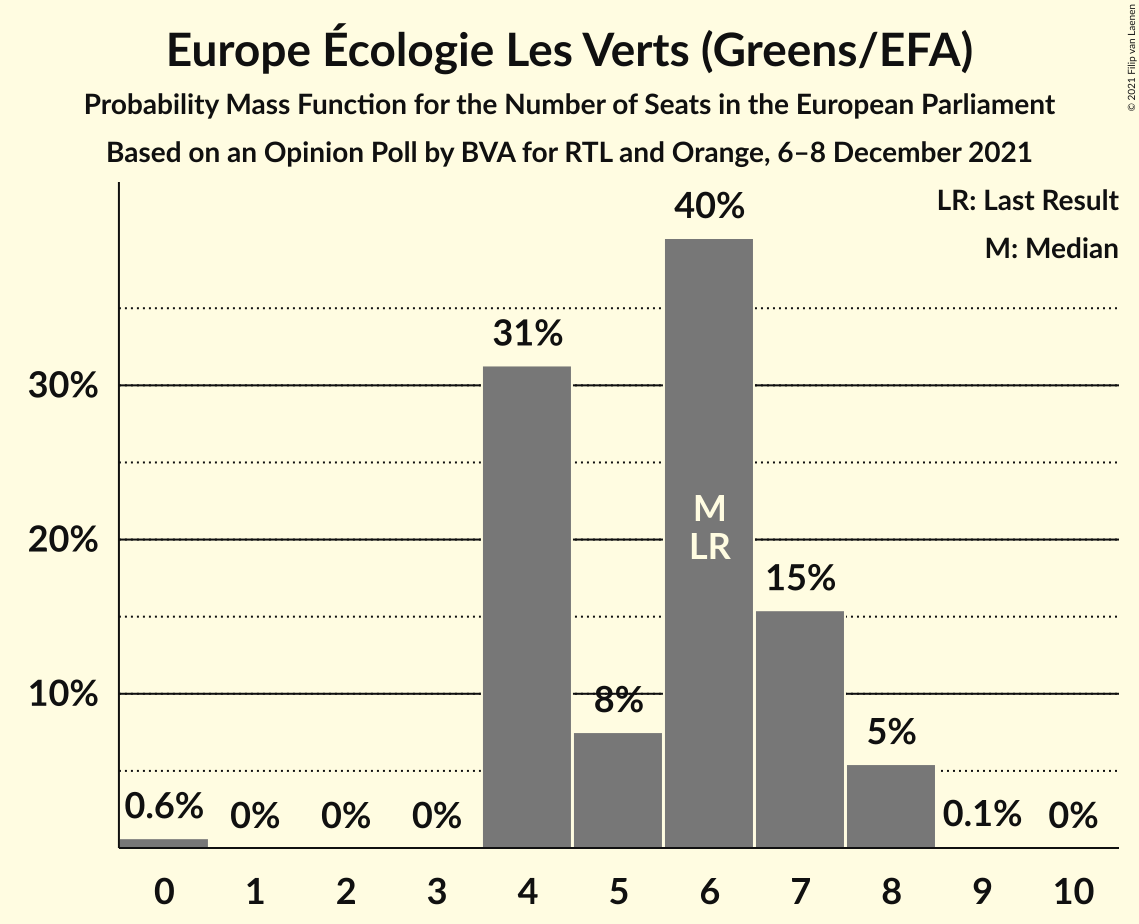 Europe Écologie Les Verts (Greens/EFA)
Probability Mass Function for the Number of Seats in the European Parliament
Based on an Opinion Poll by BVA for RTL and Orange, 6–8 December 2021
© 2021 Filip van Laenen
LR: Last Result
M: Median
40%
31%
30%
M
LR
20%
15%
10%
8%
5%
0.6% 0% 0% 0% 0.1% 0%
0 1 2 3 4 5 6 7 8 9 10